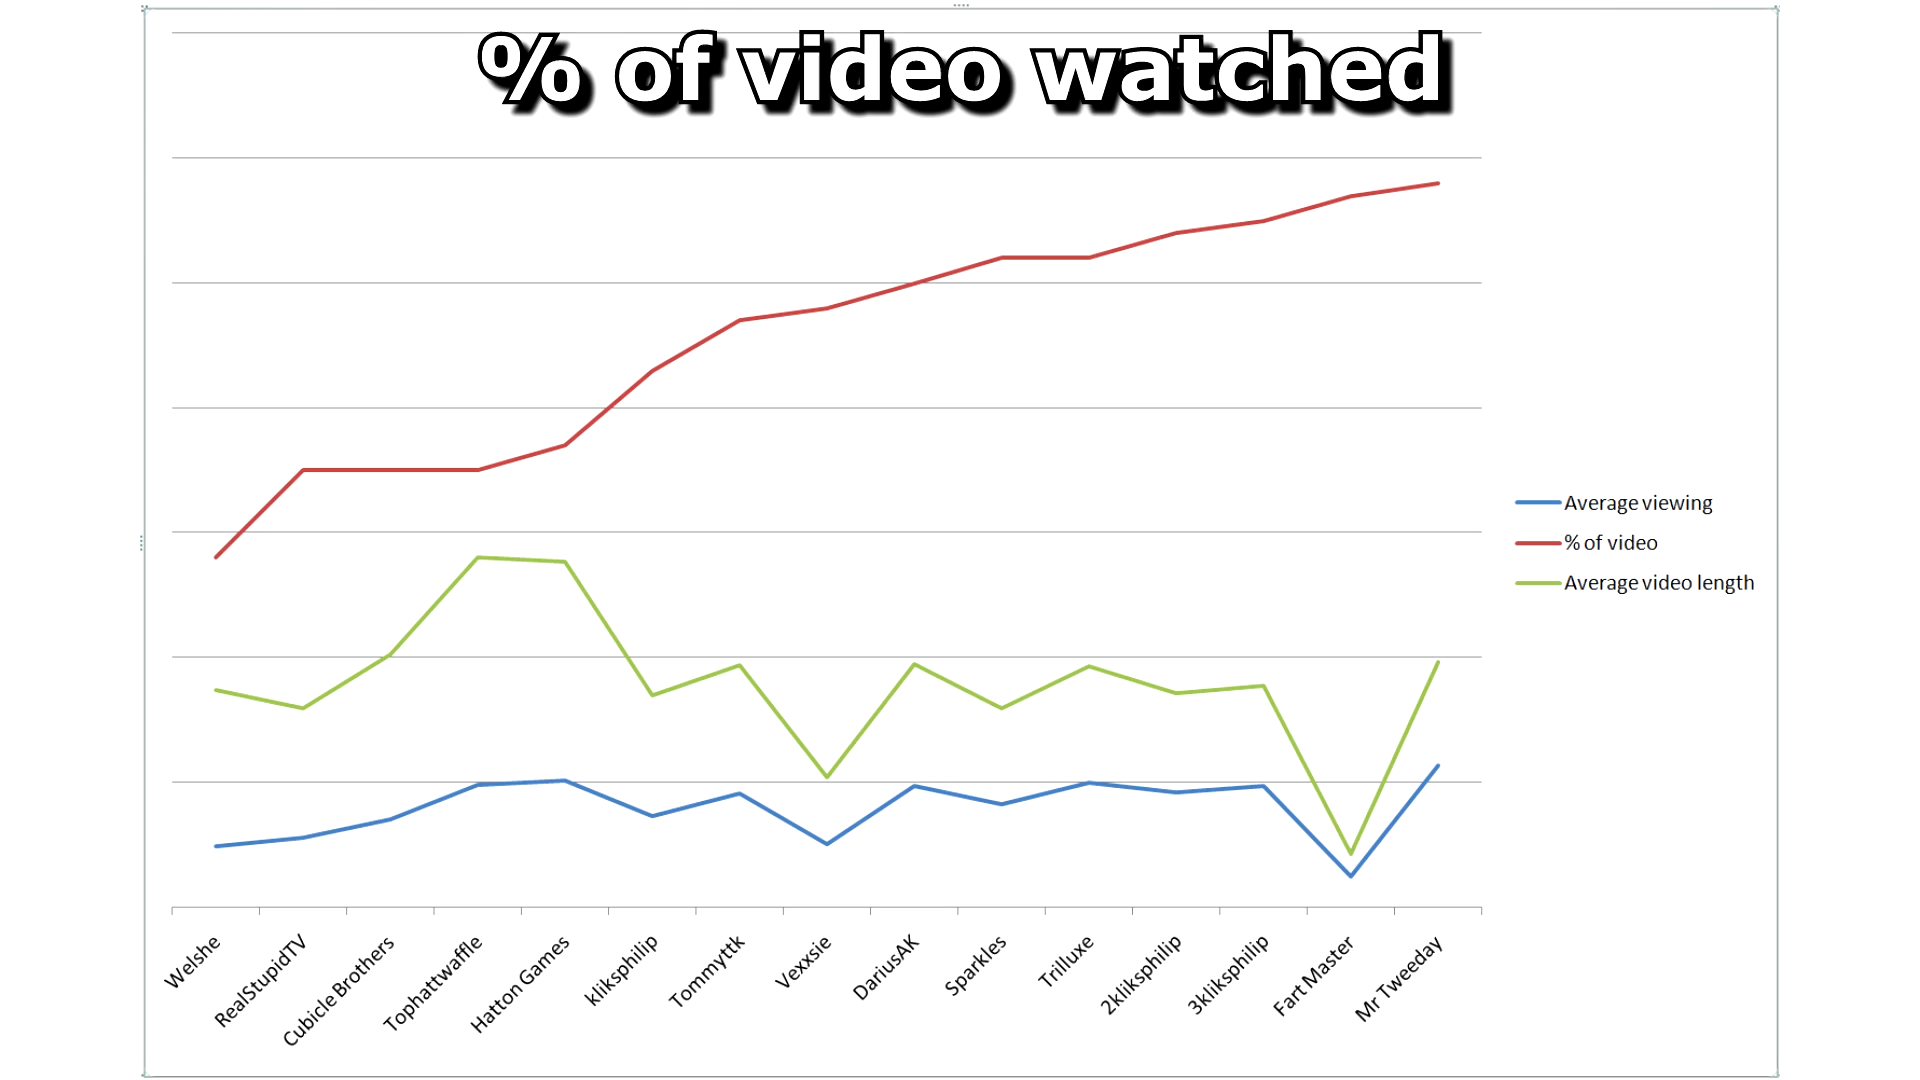 % of video watched
Average viewing
% of video
Average video length
Welshe
RealStupidTV
Cubicle Brothers
Tophattwaffle
Hatton Games
kliksphilip
Tommyttk
Vexxsie
DariusAK
Sparkles
Trilluxe
2kliksphilip
3kliksphilip
Fart Master
Mr Tweeday